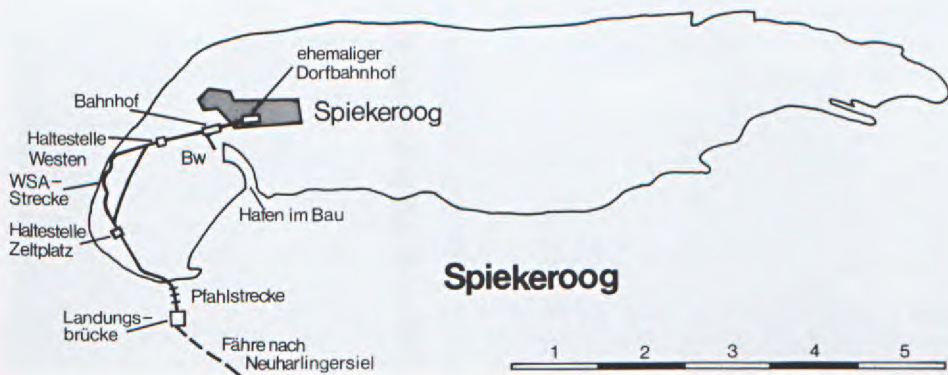 ehemaliger
Dorfbahnhof
Bahnhof
Spiekeroog
Haltestelle
Westen
Bw
WSA-
Strecke
Hafen im Bau
Haltestelle
Zeltplatz
Spiekeroog
Pfahlstrecke
Landungs-
brücke
Fähre nach
Neuharlingersiel
1 2 3 4 5